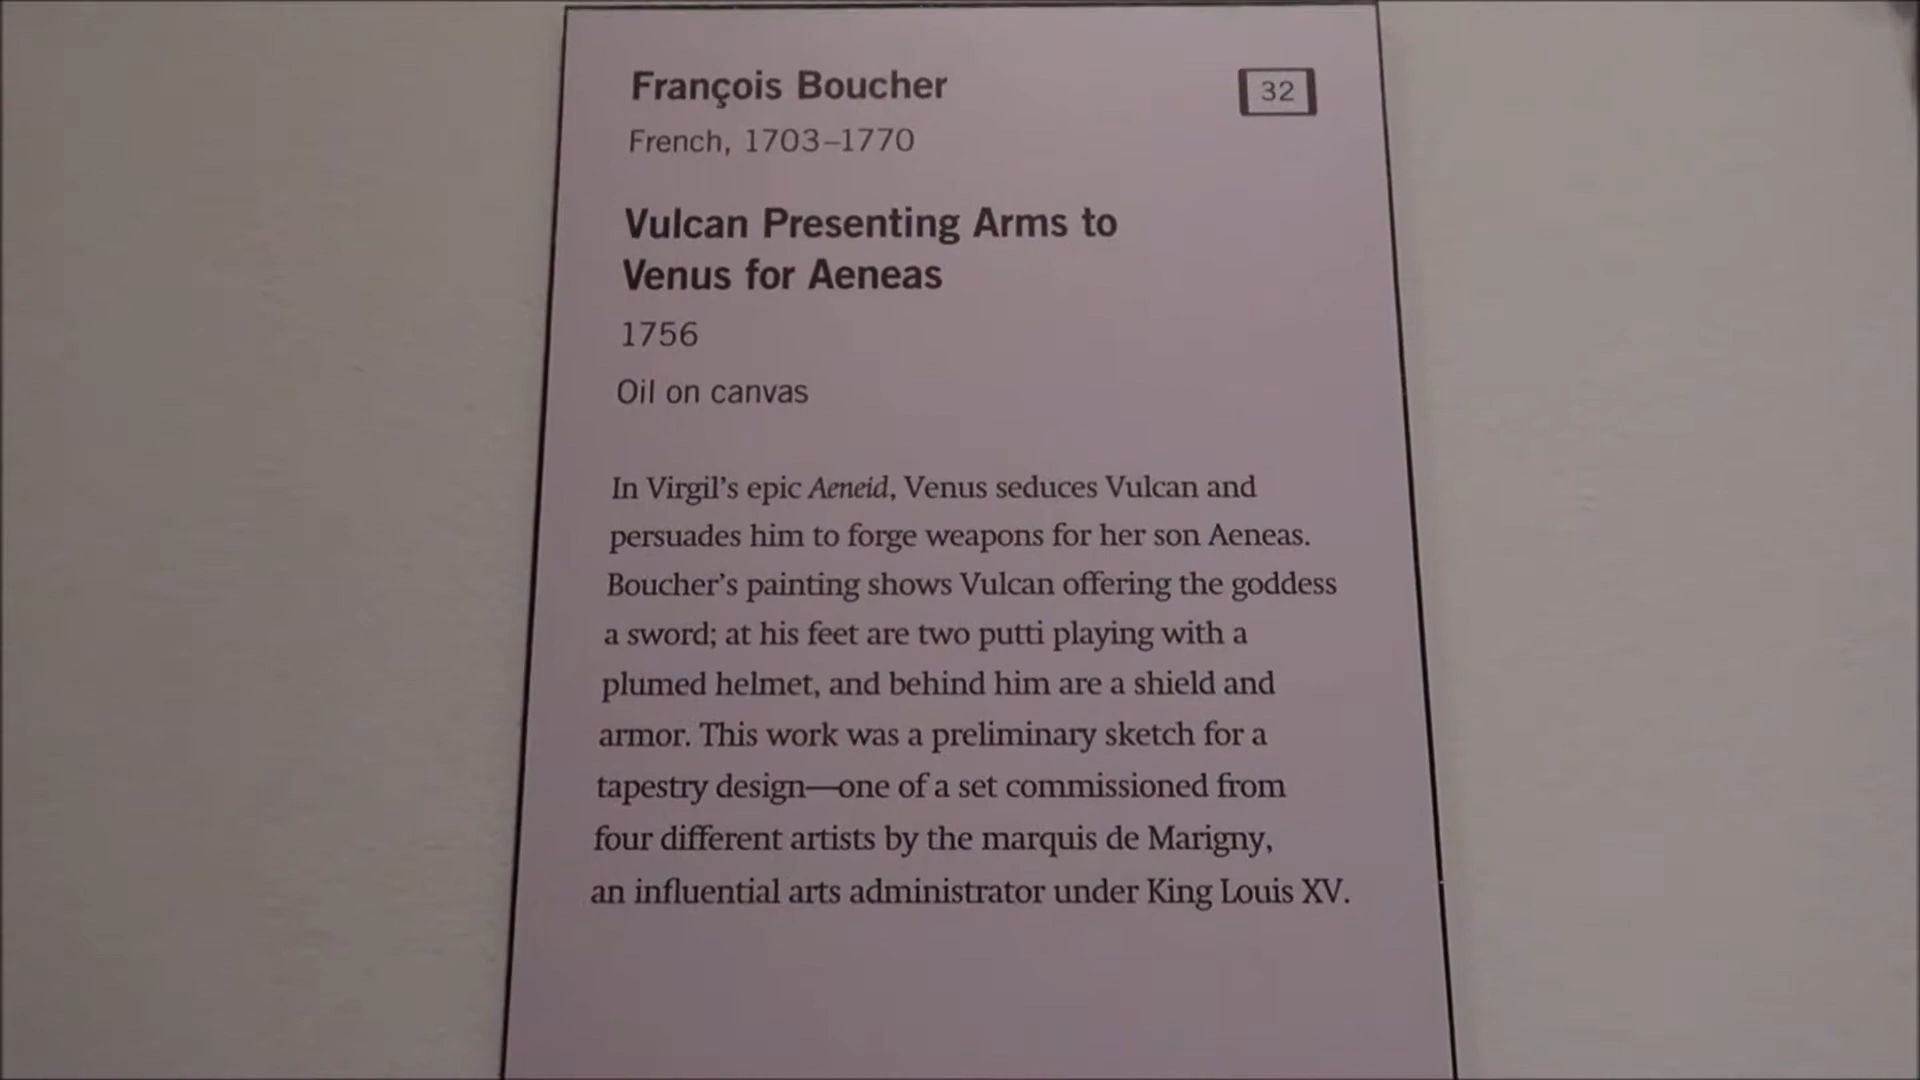 François Boucher
32
French, 1703–1770
Vulcan Presenting Arms to
Venus for Aeneas
1756
Oil on canvas
In Virgil’s epic Aeneid, Venus seduces Vulcan and
persuades him to forge weapons for her son Aeneas.
Boucher’s painting shows Vulcan offering the goddess
a sword; at his feet are two putti playing with a
plumed helmet, and behind him are a shield and
armor. This work was a preliminary sketch for a
tapestry design—one of a set commissioned from
four different artists by the marquis de Marigny,
an influential arts administrator under King Louis XV.